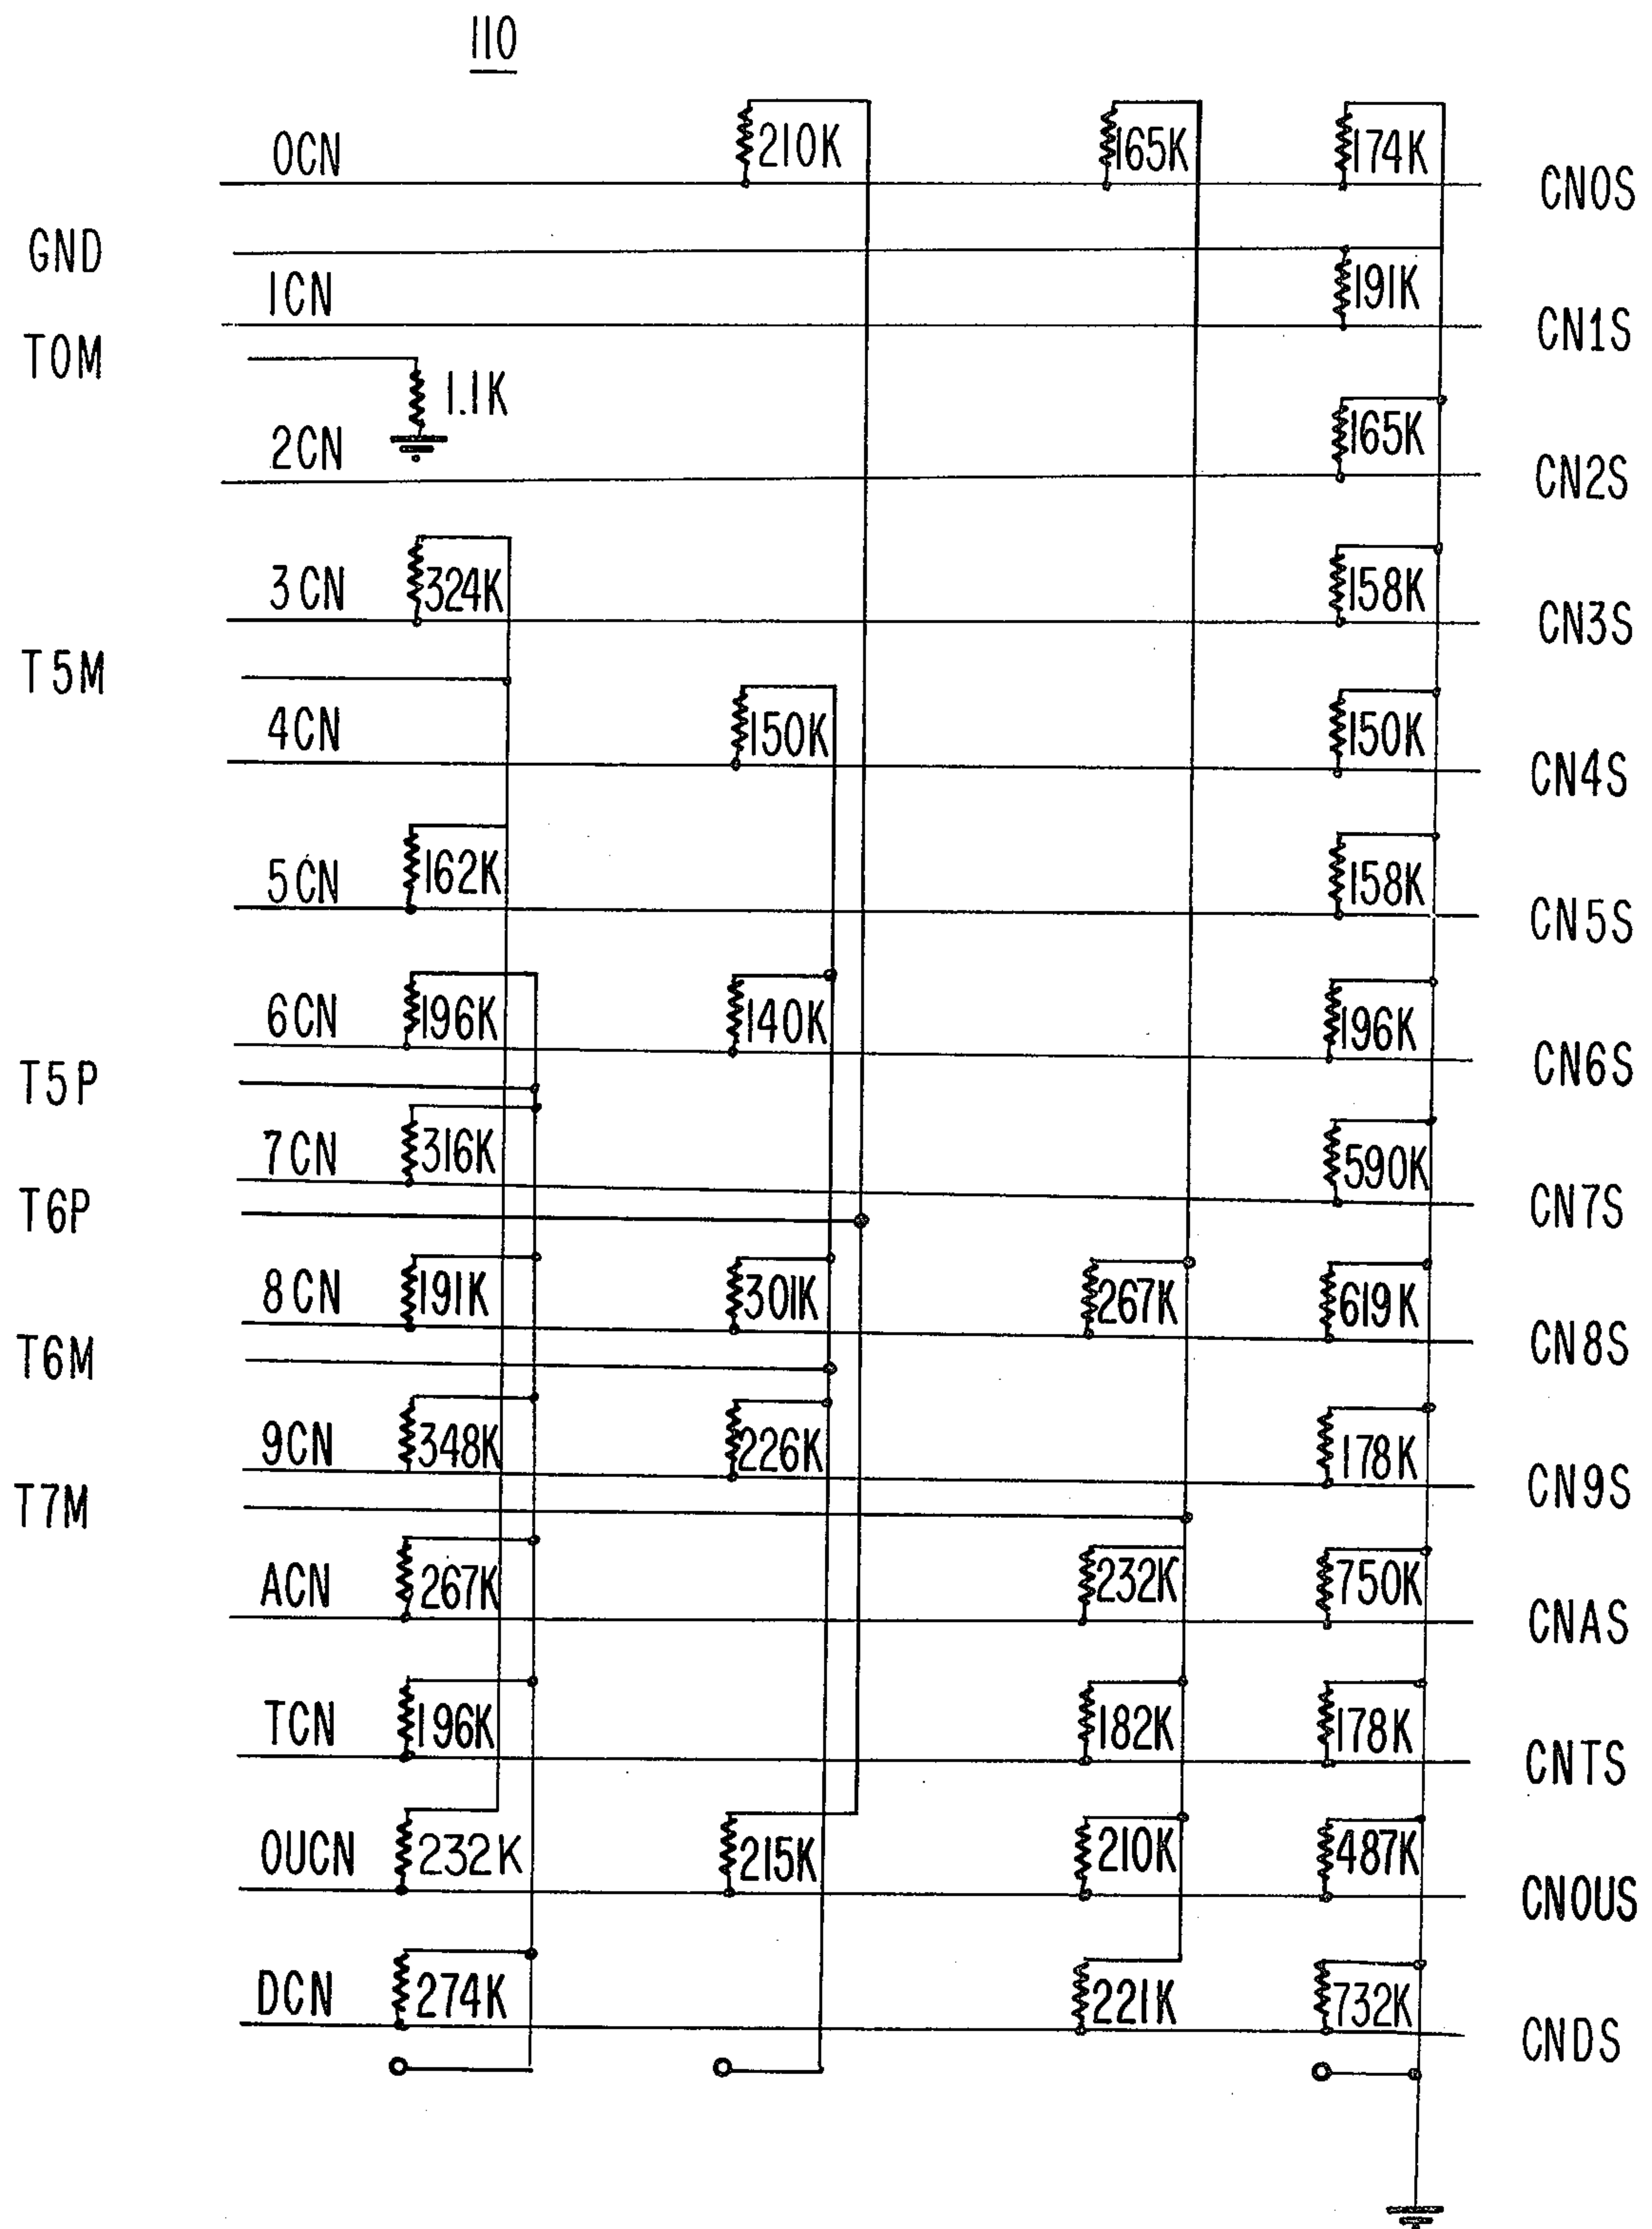 110
0CN 210K 165K 174K CN0S
GND
1CN 191K CN1S
T0M 1.1K
2CN 165K CN2S
3CN 324K 158K CN3S
T5M
4CN 150K 150K CN4S
5CN 162K 158K CN5S
6CN 196K 140K 196K CN6S
T5P
7CN 316K 590K CN7S
T6P
8CN 191K 301K 267K 619K CN8S
T6M
9CN 348K 226K 178K CN9S
T7M
ACN 267K 232K 750K CNAS
TCN 196K 182K 178K CNTS
OUCN 232K 215K 210K 487K CNOUS
DCN 274K 221K 732K CNDS